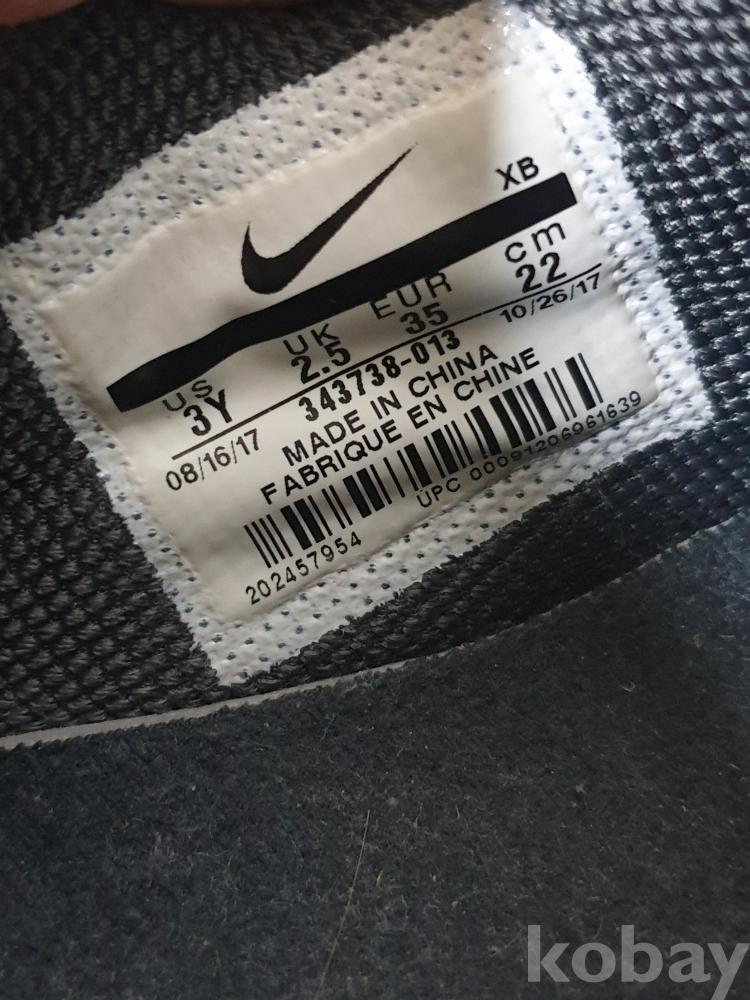 XB
US UK EUR cm
3Y 2.5 35 22
08/16/17 343738-013 10/26/17
MADE IN CHINA
FABRIQUE EN CHINE
UPC 00091206961639
202457954
kobay